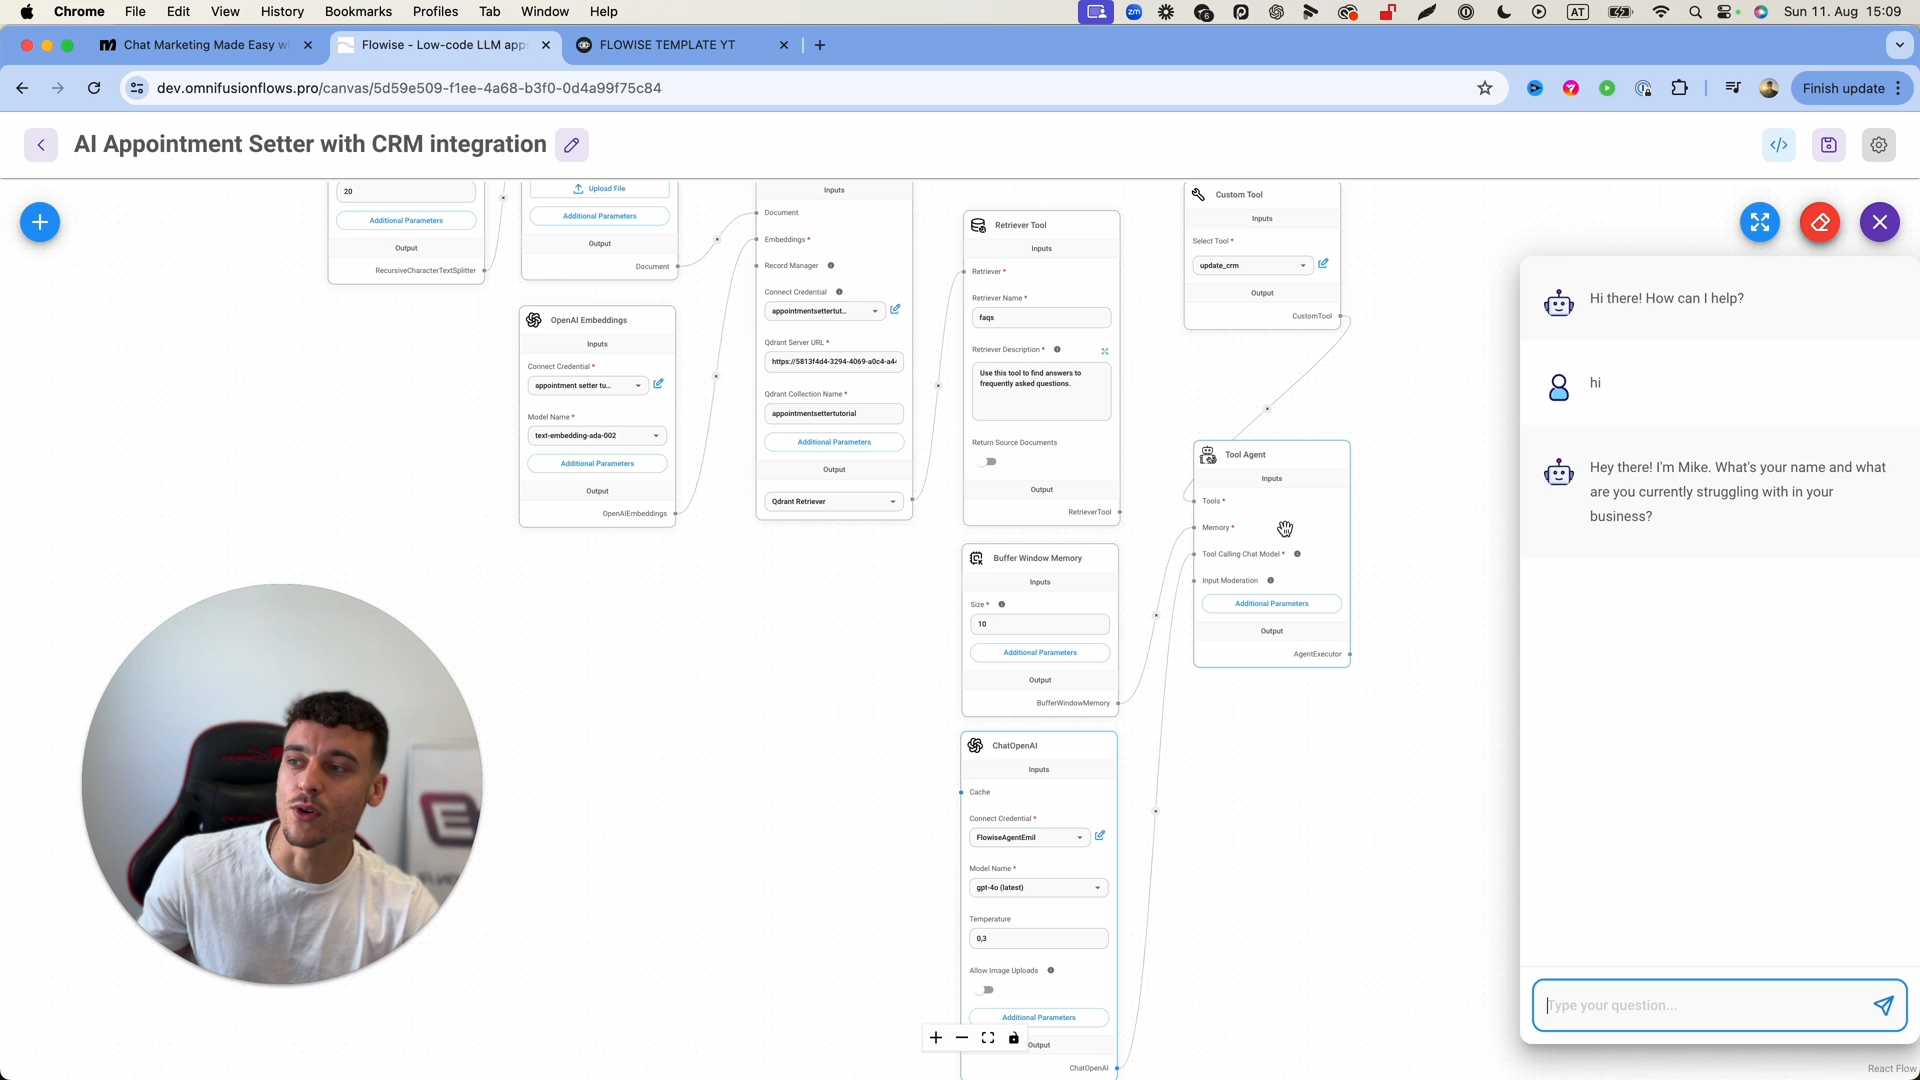 Chrome File Edit View History Bookmarks Profiles Tab Window Help
AT
Sun 11. Aug 15:09
Chat Marketing Made Easy wi
Flowise - Low-code LLM apps
FLOWISE TEMPLATE YT
dev.omnifusionflows.pro/canvas/5d59e509-f1ee-4a68-b3f0-0d4a99f75c84
Finish update
AI Appointment Setter with CRM integration
20
Additional Parameters
Output
RecursiveCharacterTextSplitter
Upload File
Additional Parameters
Output
Document
OpenAI Embeddings
Inputs
Connect Credential *
appointment setter tu...
Model Name *
text-embedding-ada-002
Additional Parameters
Output
OpenAIEmbeddings
Inputs
Document
Embeddings *
Record Manager
Connect Credential
appointmentsettertut...
Qdrant Server URL *
https://5813f4d4-3294-4069-a0c4-a4
Qdrant Collection Name *
appointmentsettertutorial
Additional Parameters
Output
Qdrant Retriever
Retriever Tool
Inputs
Retriever *
Retriever Name *
faqs
Retriever Description *
Use this tool to find answers to
frequently asked questions.
Return Source Documents
Output
RetrieverTool
Buffer Window Memory
Inputs
Size *
10
Additional Parameters
Output
BufferWindowMemory
ChatOpenAI
Inputs
Cache
Connect Credential *
FlowiseAgentEmil
Model Name *
gpt-4o (latest)
Temperature
0,3
Allow Image Uploads
Additional Parameters
Output
ChatOpenAI
Custom Tool
Inputs
Select Tool *
update_crm
Output
CustomTool
Tool Agent
Inputs
Tools *
Memory *
Tool Calling Chat Model *
Input Moderation
Additional Parameters
Output
AgentExecutor
Hi there! How can I help?
hi
Hey there! I'm Mike. What's your name and what
are you currently struggling with in your
business?
Type your question...
React Flow